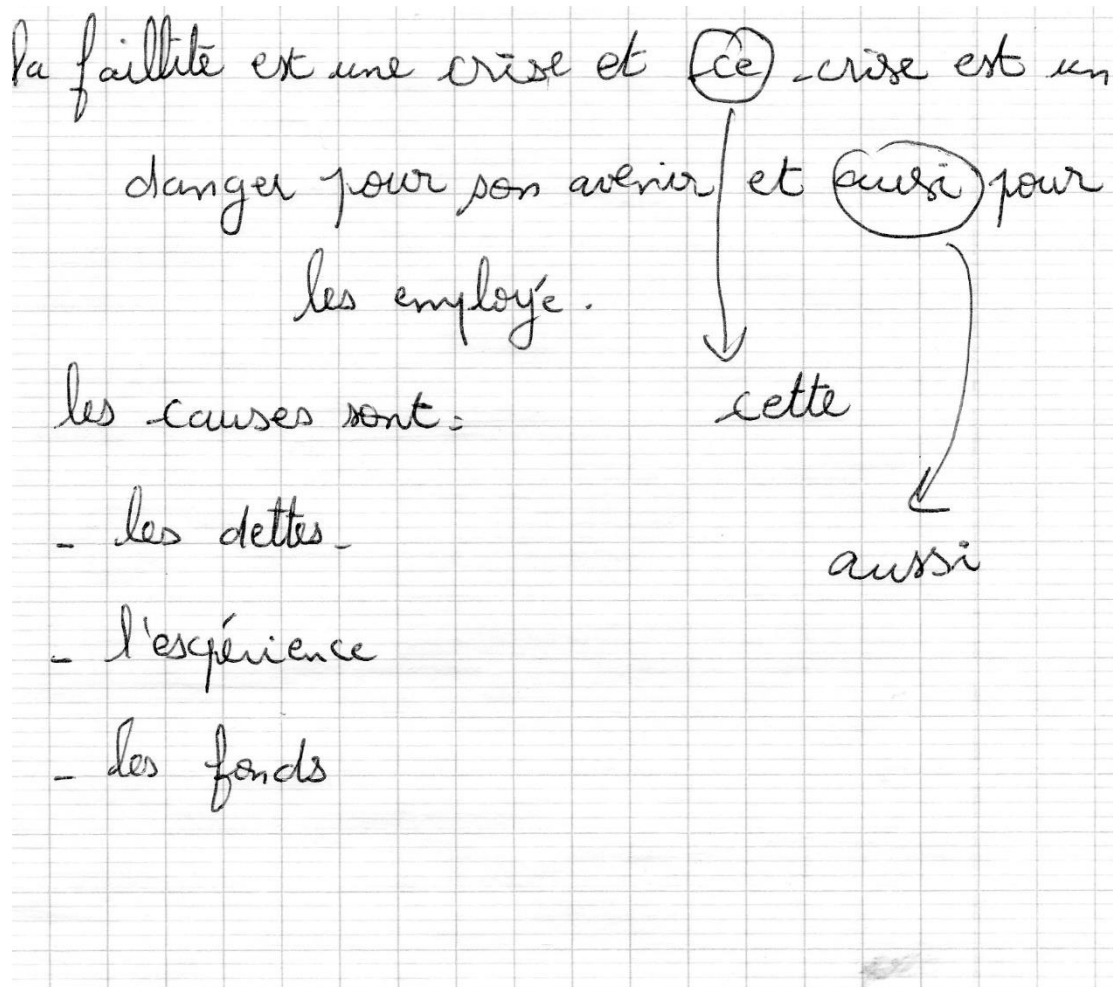 la faillite est une crise et ce crise est un
danger pour son avenir et ausi pour
les employé.
les causes sont :
cette
- les dettes
aussi
- l'expérience
- les fonds